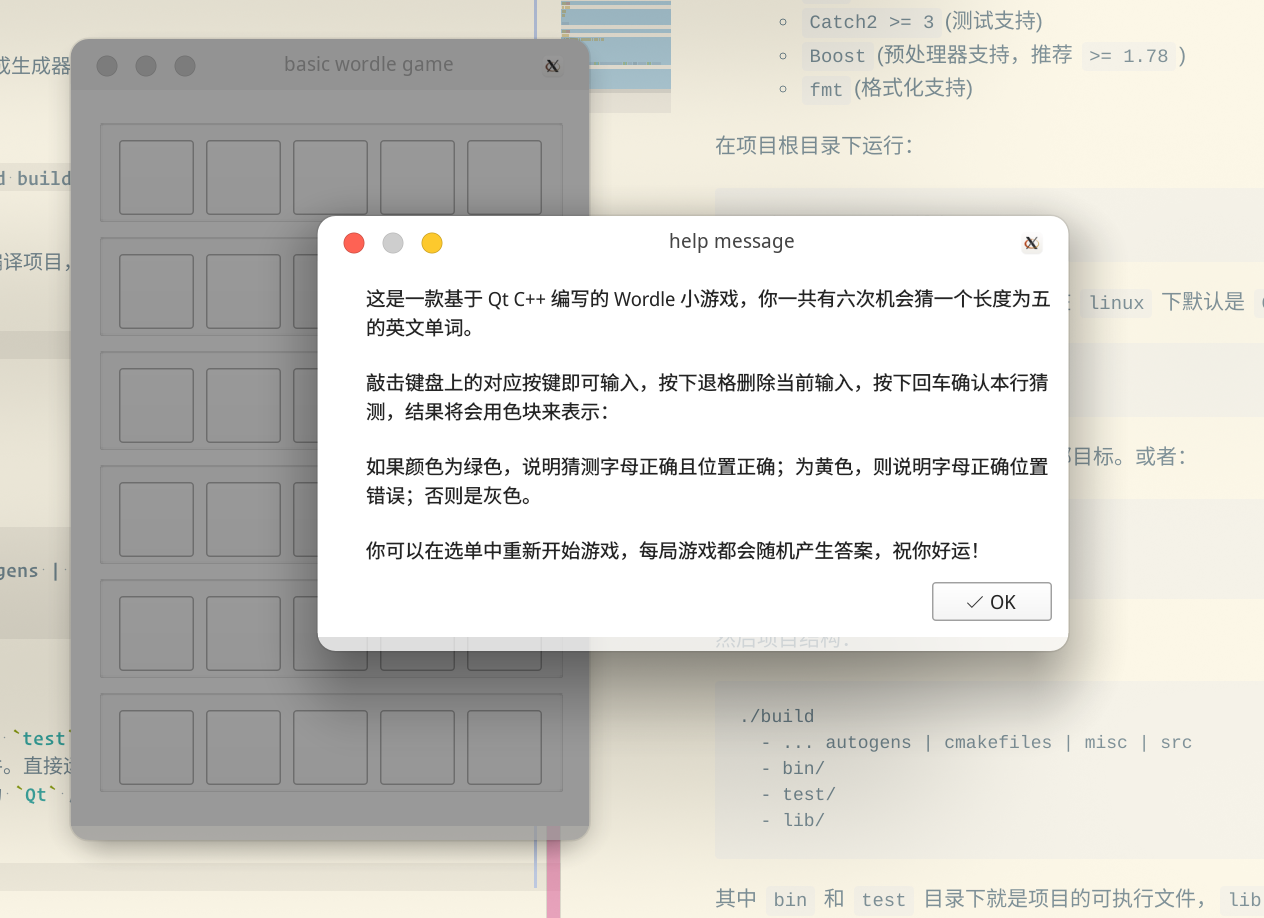 或生成器
build
编译项目，
gens |
`test`
。直接
`Qt`
basic wordle game
help message
这是一款基于 Qt C++ 编写的 Wordle 小游戏，你一共有六次机会猜一个长度为五
的英文单词。
敲击键盘上的对应按键即可输入，按下退格删除当前输入，按下回车确认本行猜
测，结果将会用色块来表示：
如果颜色为绿色，说明猜测字母正确且位置正确；为黄色，则说明字母正确位置
错误；否则是灰色。
你可以在选单中重新开始游戏，每局游戏都会随机产生答案，祝你好运！
OK
Catch2 >= 3 (测试支持)
Boost (预处理器支持，推荐 >= 1.78 )
fmt (格式化支持)
在项目根目录下运行：
linux 下默认是
目标。或者：
然后项目结构：
./build
- ... autogens | cmakefiles | misc | src
- bin/
- test/
- lib/
其中 bin 和 test 目录下就是项目的可执行文件， lib